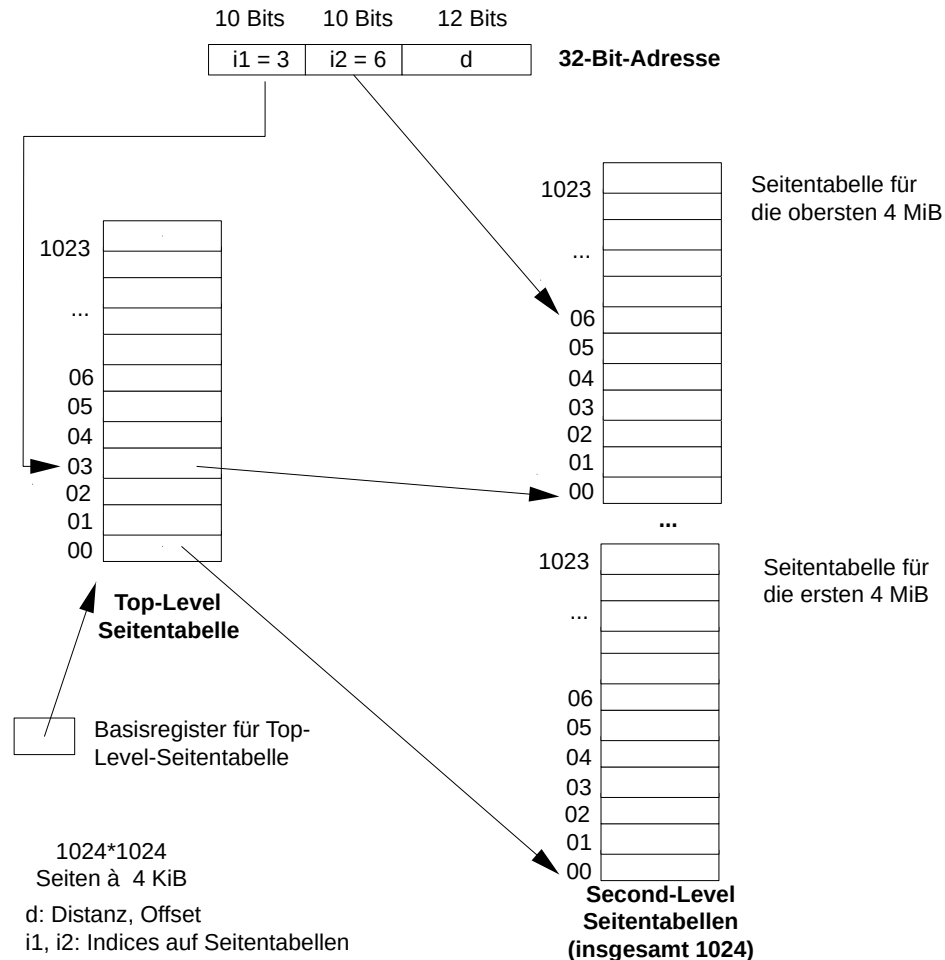 10 Bits 10 Bits 12 Bits
i1 = 3 i2 = 6 d 32-Bit-Adresse
1023
...
06
05
04
03
02
01
00
Top-Level
Seitentabelle
Basisregister für Top-
Level-Seitentabelle
1024*1024
Seiten à 4 KiB
d: Distanz, Offset
i1, i2: Indices auf Seitentabellen
1023
...
06
05
04
03
02
01
00
Seitentabelle für
die obersten 4 MiB
...
1023
...
06
05
04
03
02
01
00
Seitentabelle für
die ersten 4 MiB
Second-Level
Seitentabellen
(insgesamt 1024)